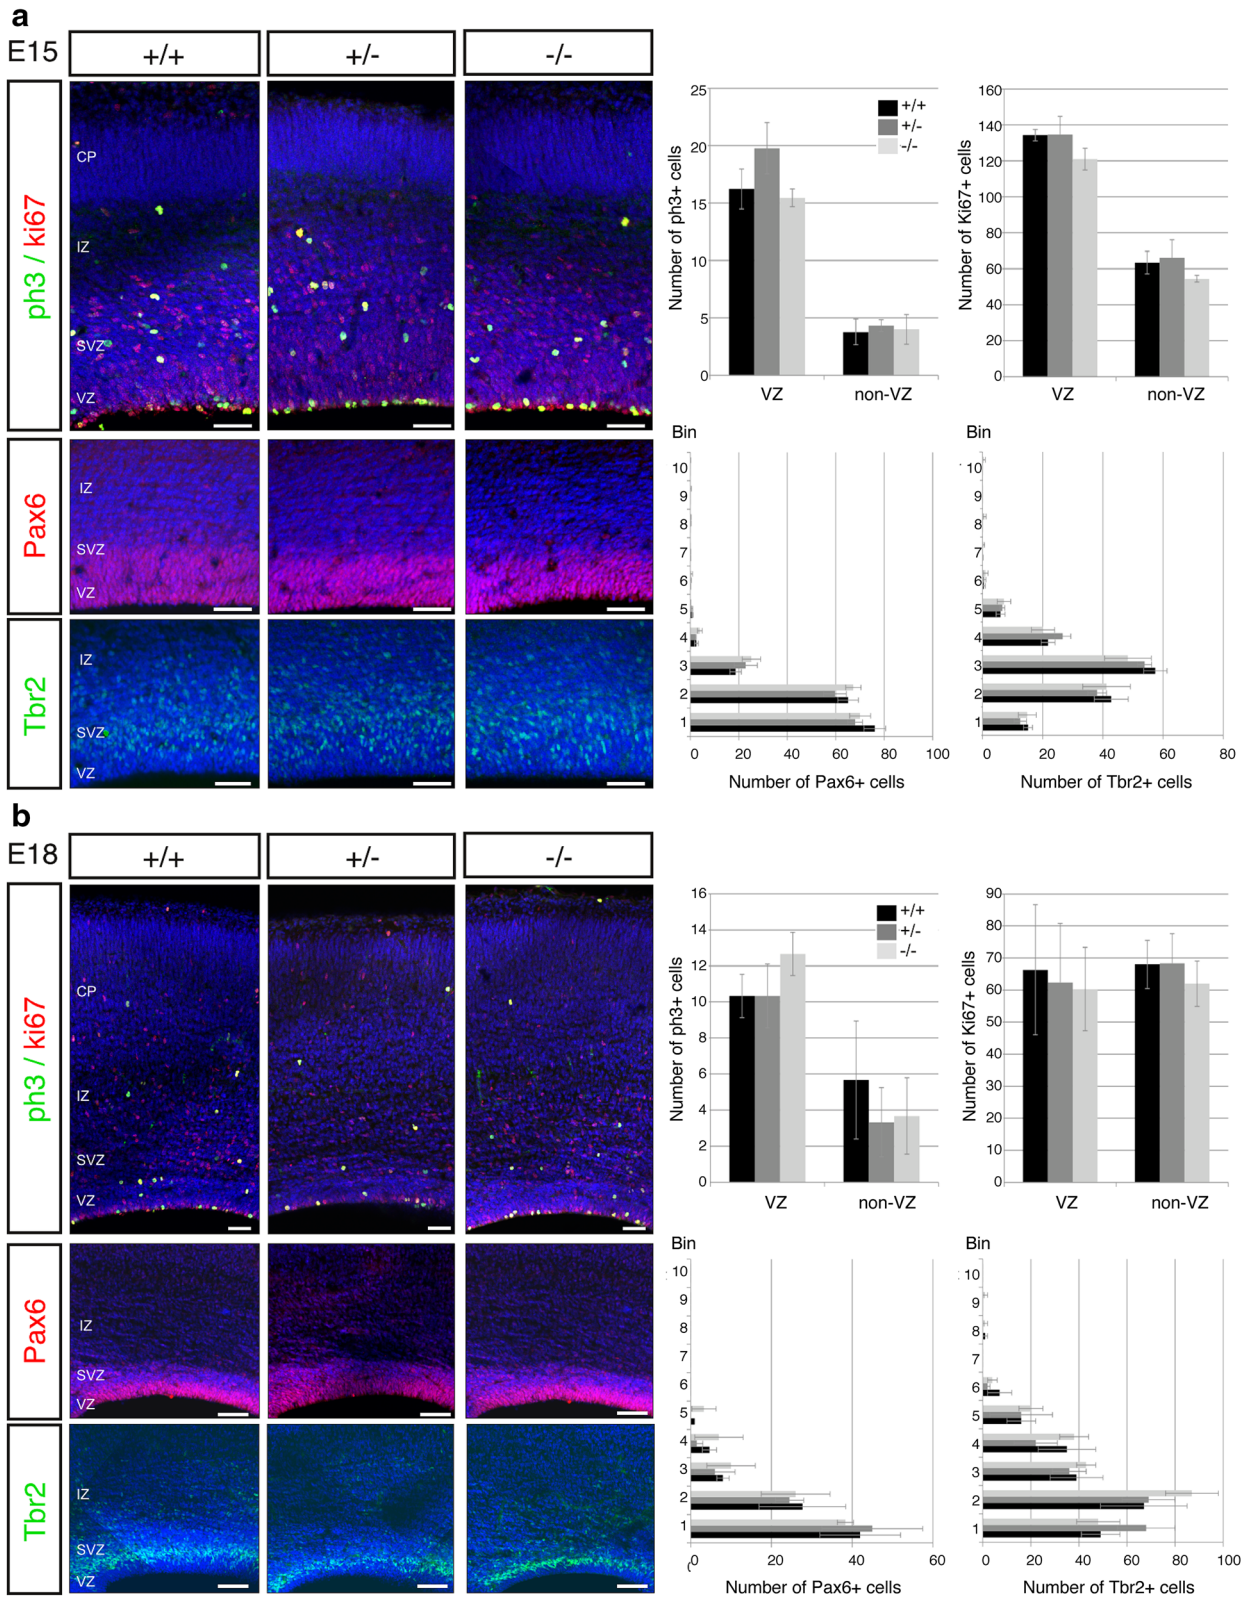 a
E15
+/+
+/-
-/-
ph3 / ki67
CP
IZ
SVZ
VZ
Number of ph3+ cells
25
20
15
10
5
0
+/+
+/-
-/-
VZ
non-VZ
Number of Ki67+ cells
160
140
120
100
80
60
40
20
0
VZ
non-VZ
Pax6
IZ
SVZ
VZ
Tbr2
IZ
SVZ
VZ
Bin
10
9
8
7
6
5
4
3
2
1
0
20
40
60
80
100
Number of Pax6+ cells
Bin
10
9
8
7
6
5
4
3
2
1
0
20
40
60
80
Number of Tbr2+ cells
b
E18
+/+
+/-
-/-
ph3 / ki67
CP
IZ
SVZ
VZ
Number of ph3+ cells
16
14
12
10
8
6
4
2
0
+/+
+/-
-/-
VZ
non-VZ
Number of Ki67+ cells
90
80
70
60
50
40
30
20
10
0
VZ
non-VZ
Pax6
IZ
SVZ
VZ
Tbr2
IZ
SVZ
VZ
Bin
10
9
8
7
6
5
4
3
2
1
0
20
40
60
Number of Pax6+ cells
Bin
10
9
8
7
6
5
4
3
2
1
0
20
40
60
80
100
Number of Tbr2+ cells